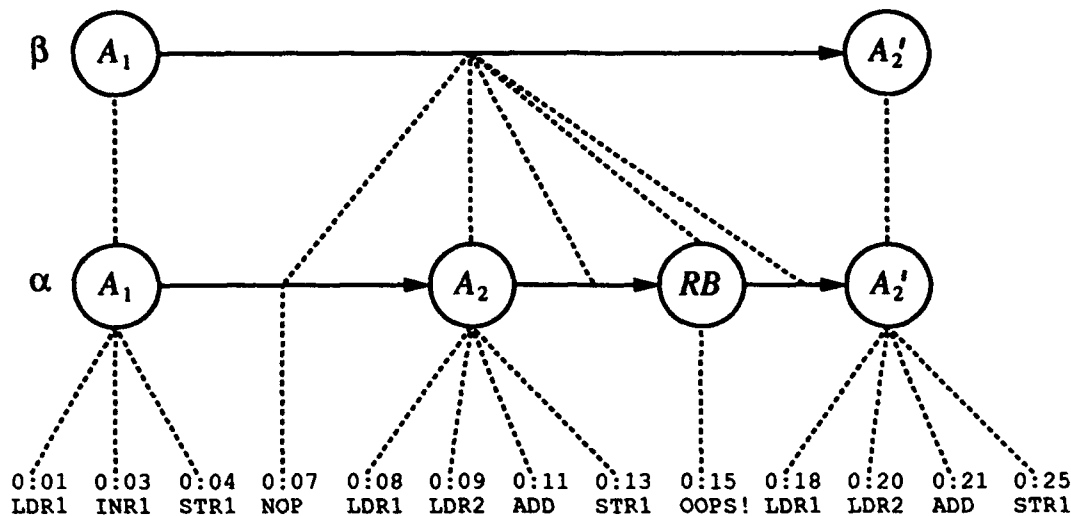 β A₁ A₂′
α A₁ A₂ RB A₂′
0:01 0:03 0:04 0:07 0:08 0:09 0:11 0:13 0:15 0:18 0:20 0:21 0:25
LDR1 INR1 STR1 NOP LDR1 LDR2 ADD STR1 OOPS! LDR1 LDR2 ADD STR1